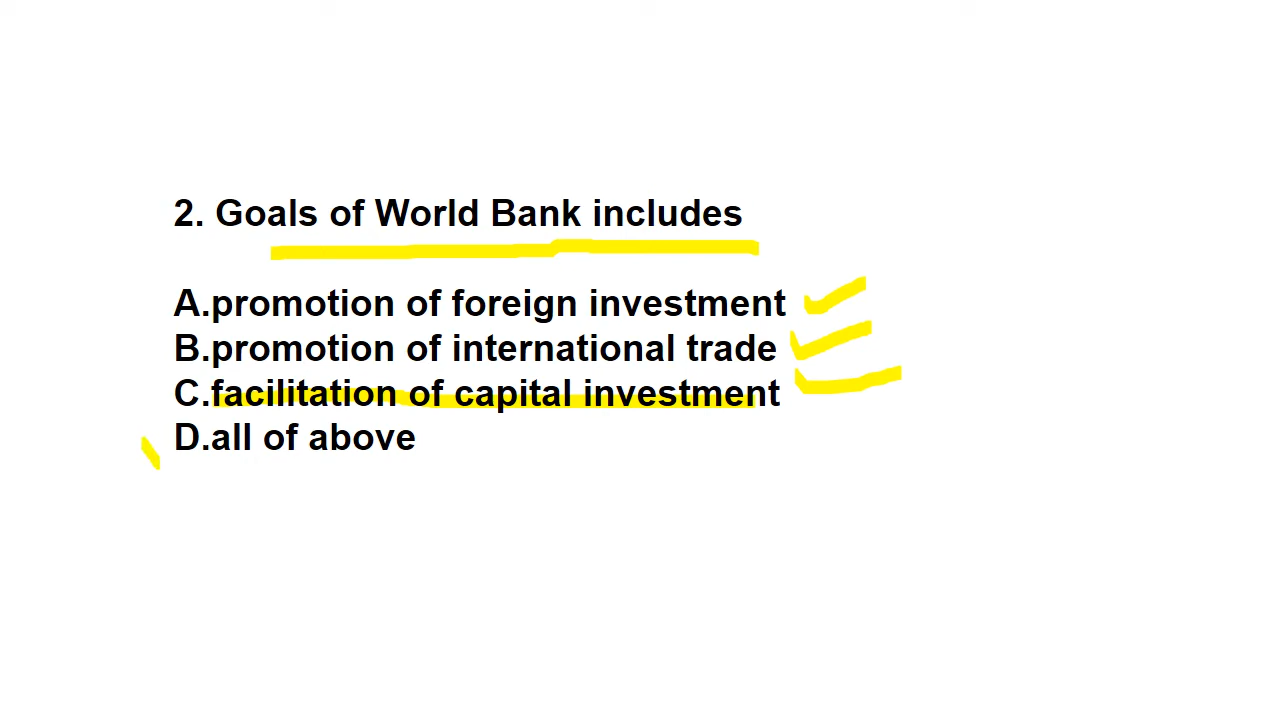 2. Goals of World Bank includes
A.promotion of foreign investment
B.promotion of international trade
C.facilitation of capital investment
D.all of above